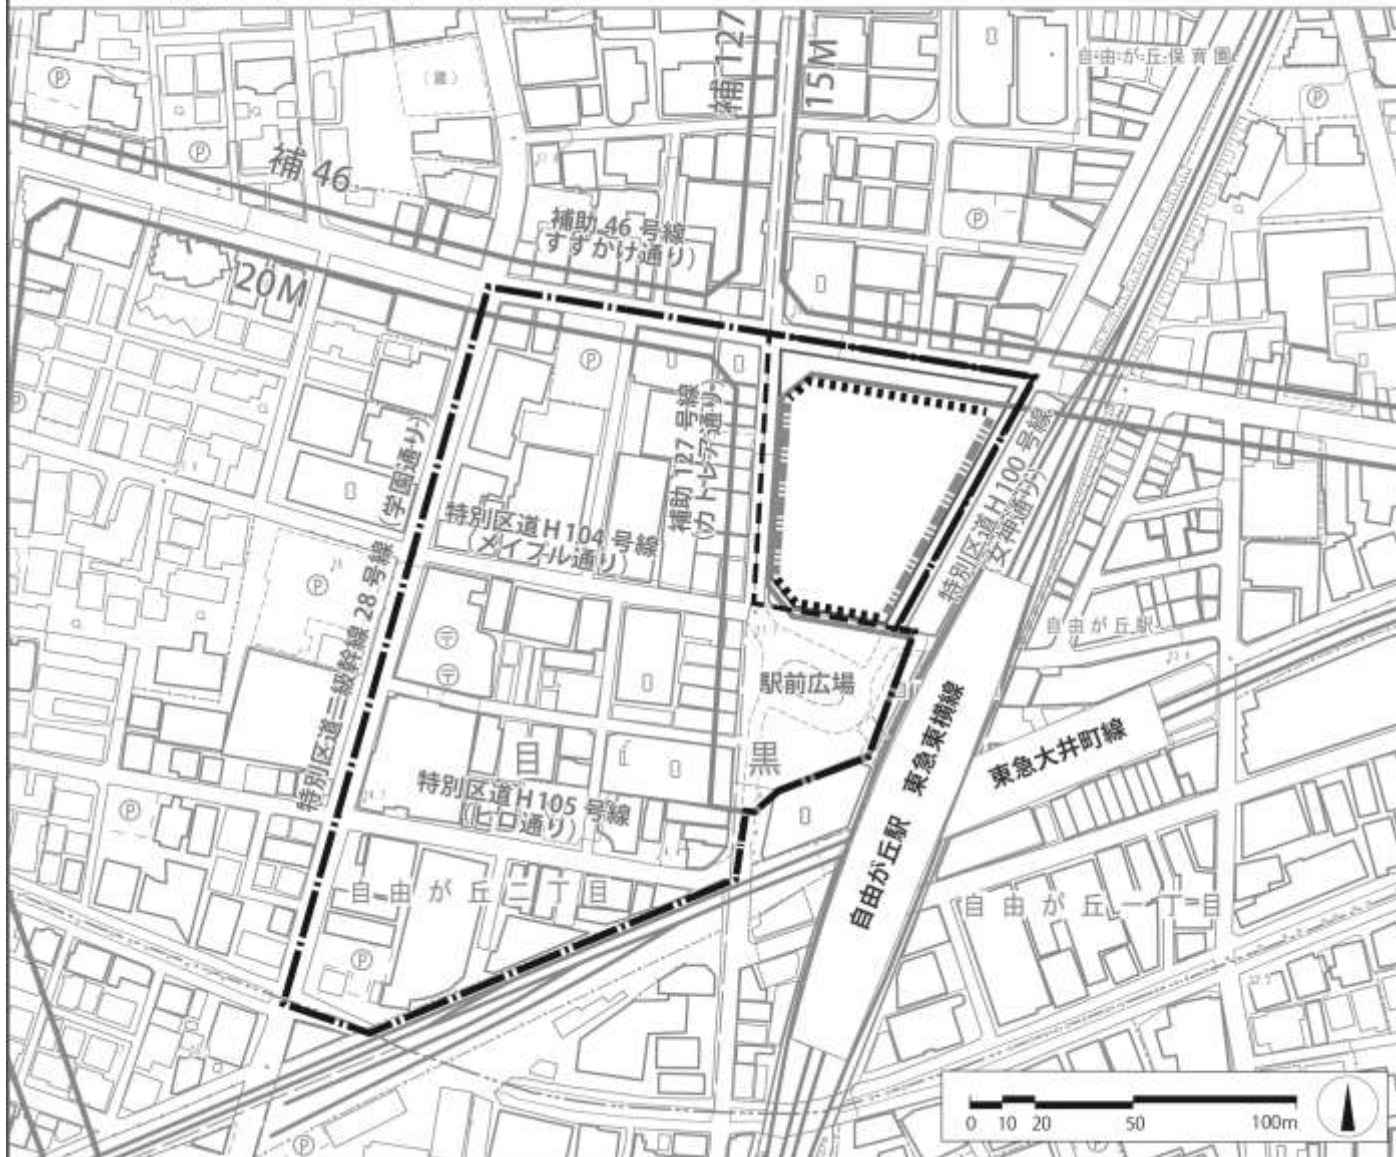 補 127
15M
自由が丘保育園
Ⓟ
Ⓟ
Ⓟ
Ⓟ
補 46
補助 46 号線
(すずかけ通り)
20M
Ⓟ
Ⓟ
補助 127 号線
(カトレア通り)
(学園通り)
特別区道二級幹線 28 号線
特別区道 H 104 号線
(メイプル通り)
特別区道 H 100 号線
(女神通り)
Ⓟ
自由が丘駅
駅前広場
目
黒
東急東横線
自由が丘駅
東急大井町線
特別区道 H 105 号線
(ヒロ通り)
Ⓟ
自由が丘二丁目
自由が丘一丁目
Ⓟ
Ⓟ
0 10 20 50 100m